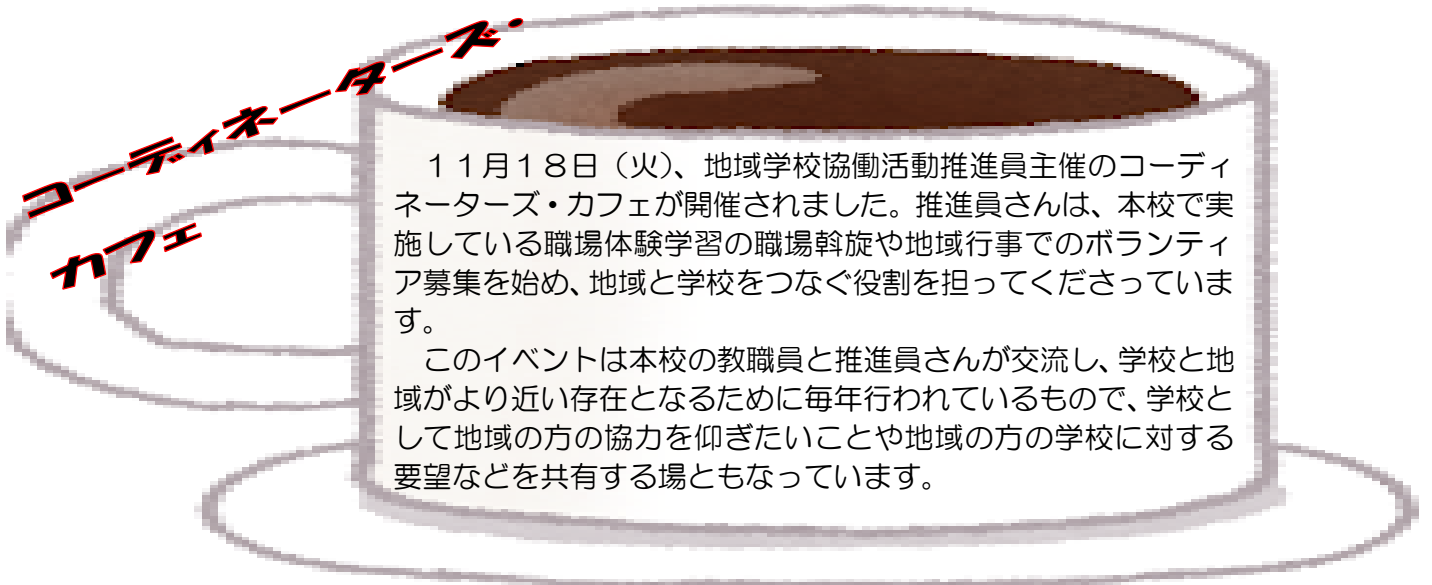 コーディネーターズ・
カフェ
　１１月１８日（火）、地域学校協働活動推進員主催のコーディ
ネーターズ・カフェが開催されました。推進員さんは、本校で実
施している職場体験学習の職場斡旋や地域行事でのボランティ
ア募集を始め、地域と学校をつなぐ役割を担ってくださっていま
す。
　このイベントは本校の教職員と推進員さんが交流し、学校と地
域がより近い存在となるために毎年行われているもので、学校と
して地域の方の協力を仰ぎたいことや地域の方の学校に対する
要望などを共有する場ともなっています。